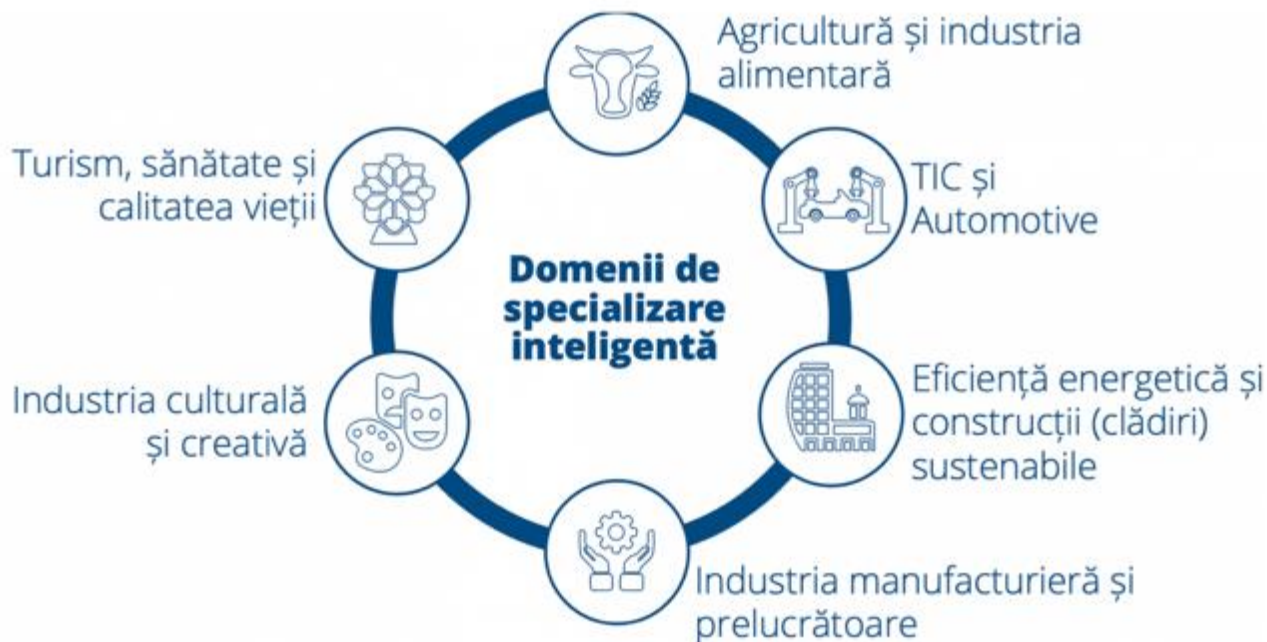 Agricultură și industria
alimentară
Turism, sănătate și
calitatea vieții
TIC și
Automotive
Domenii de
specializare
inteligentă
Industria culturală
și creativă
Eficiență energetică și
construcții (clădiri)
sustenabile
Industria manufacturieră și
prelucrătoare